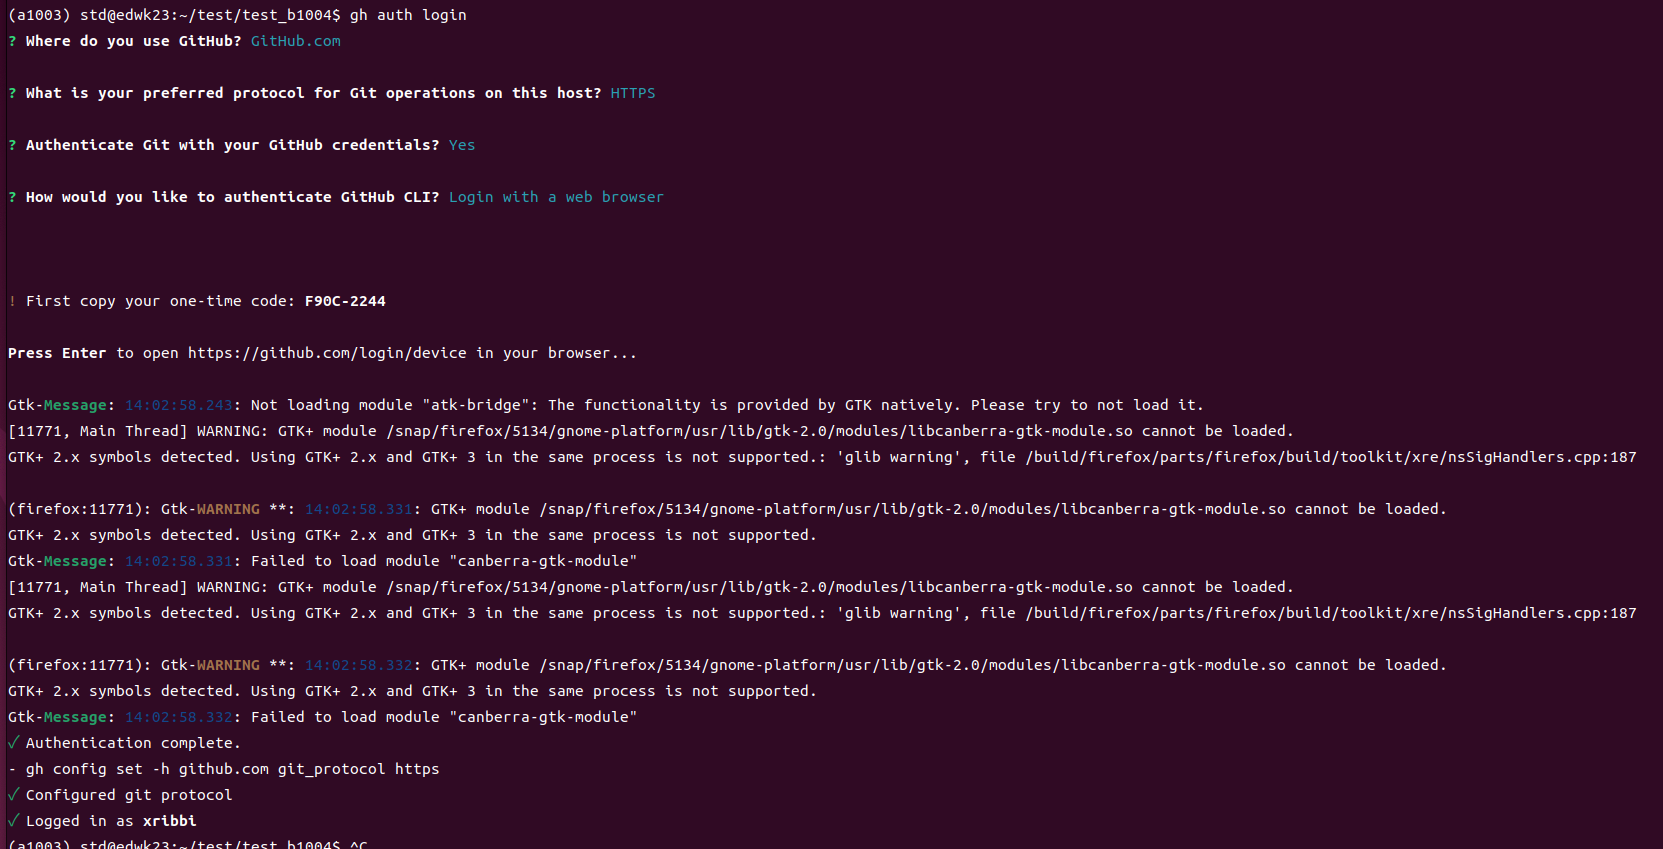 (a1003) std@edwk23:~/test/test_b1004$ gh auth login
? Where do you use GitHub? GitHub.com
? What is your preferred protocol for Git operations on this host? HTTPS
? Authenticate Git with your GitHub credentials? Yes
? How would you like to authenticate GitHub CLI? Login with a web browser
! First copy your one-time code: F90C-2244
Press Enter to open https://github.com/login/device in your browser...
Gtk-Message: 14:02:58.243: Not loading module "atk-bridge": The functionality is provided by GTK natively. Please try to not load it.
[11771, Main Thread] WARNING: GTK+ module /snap/firefox/5134/gnome-platform/usr/lib/gtk-2.0/modules/libcanberra-gtk-module.so cannot be loaded.
GTK+ 2.x symbols detected. Using GTK+ 2.x and GTK+ 3 in the same process is not supported.: 'glib warning', file /build/firefox/parts/firefox/build/toolkit/xre/nsSigHandlers.cpp:187
(firefox:11771): Gtk-WARNING **: 14:02:58.331: GTK+ module /snap/firefox/5134/gnome-platform/usr/lib/gtk-2.0/modules/libcanberra-gtk-module.so cannot be loaded.
GTK+ 2.x symbols detected. Using GTK+ 2.x and GTK+ 3 in the same process is not supported.
Gtk-Message: 14:02:58.331: Failed to load module "canberra-gtk-module"
[11771, Main Thread] WARNING: GTK+ module /snap/firefox/5134/gnome-platform/usr/lib/gtk-2.0/modules/libcanberra-gtk-module.so cannot be loaded.
GTK+ 2.x symbols detected. Using GTK+ 2.x and GTK+ 3 in the same process is not supported.: 'glib warning', file /build/firefox/parts/firefox/build/toolkit/xre/nsSigHandlers.cpp:187
(firefox:11771): Gtk-WARNING **: 14:02:58.332: GTK+ module /snap/firefox/5134/gnome-platform/usr/lib/gtk-2.0/modules/libcanberra-gtk-module.so cannot be loaded.
GTK+ 2.x symbols detected. Using GTK+ 2.x and GTK+ 3 in the same process is not supported.
Gtk-Message: 14:02:58.332: Failed to load module "canberra-gtk-module"
✓ Authentication complete.
- gh config set -h github.com git_protocol https
✓ Configured git protocol
✓ Logged in as xribbi
(a1003) std@edwk23:~/test/test_b1004$ ^C